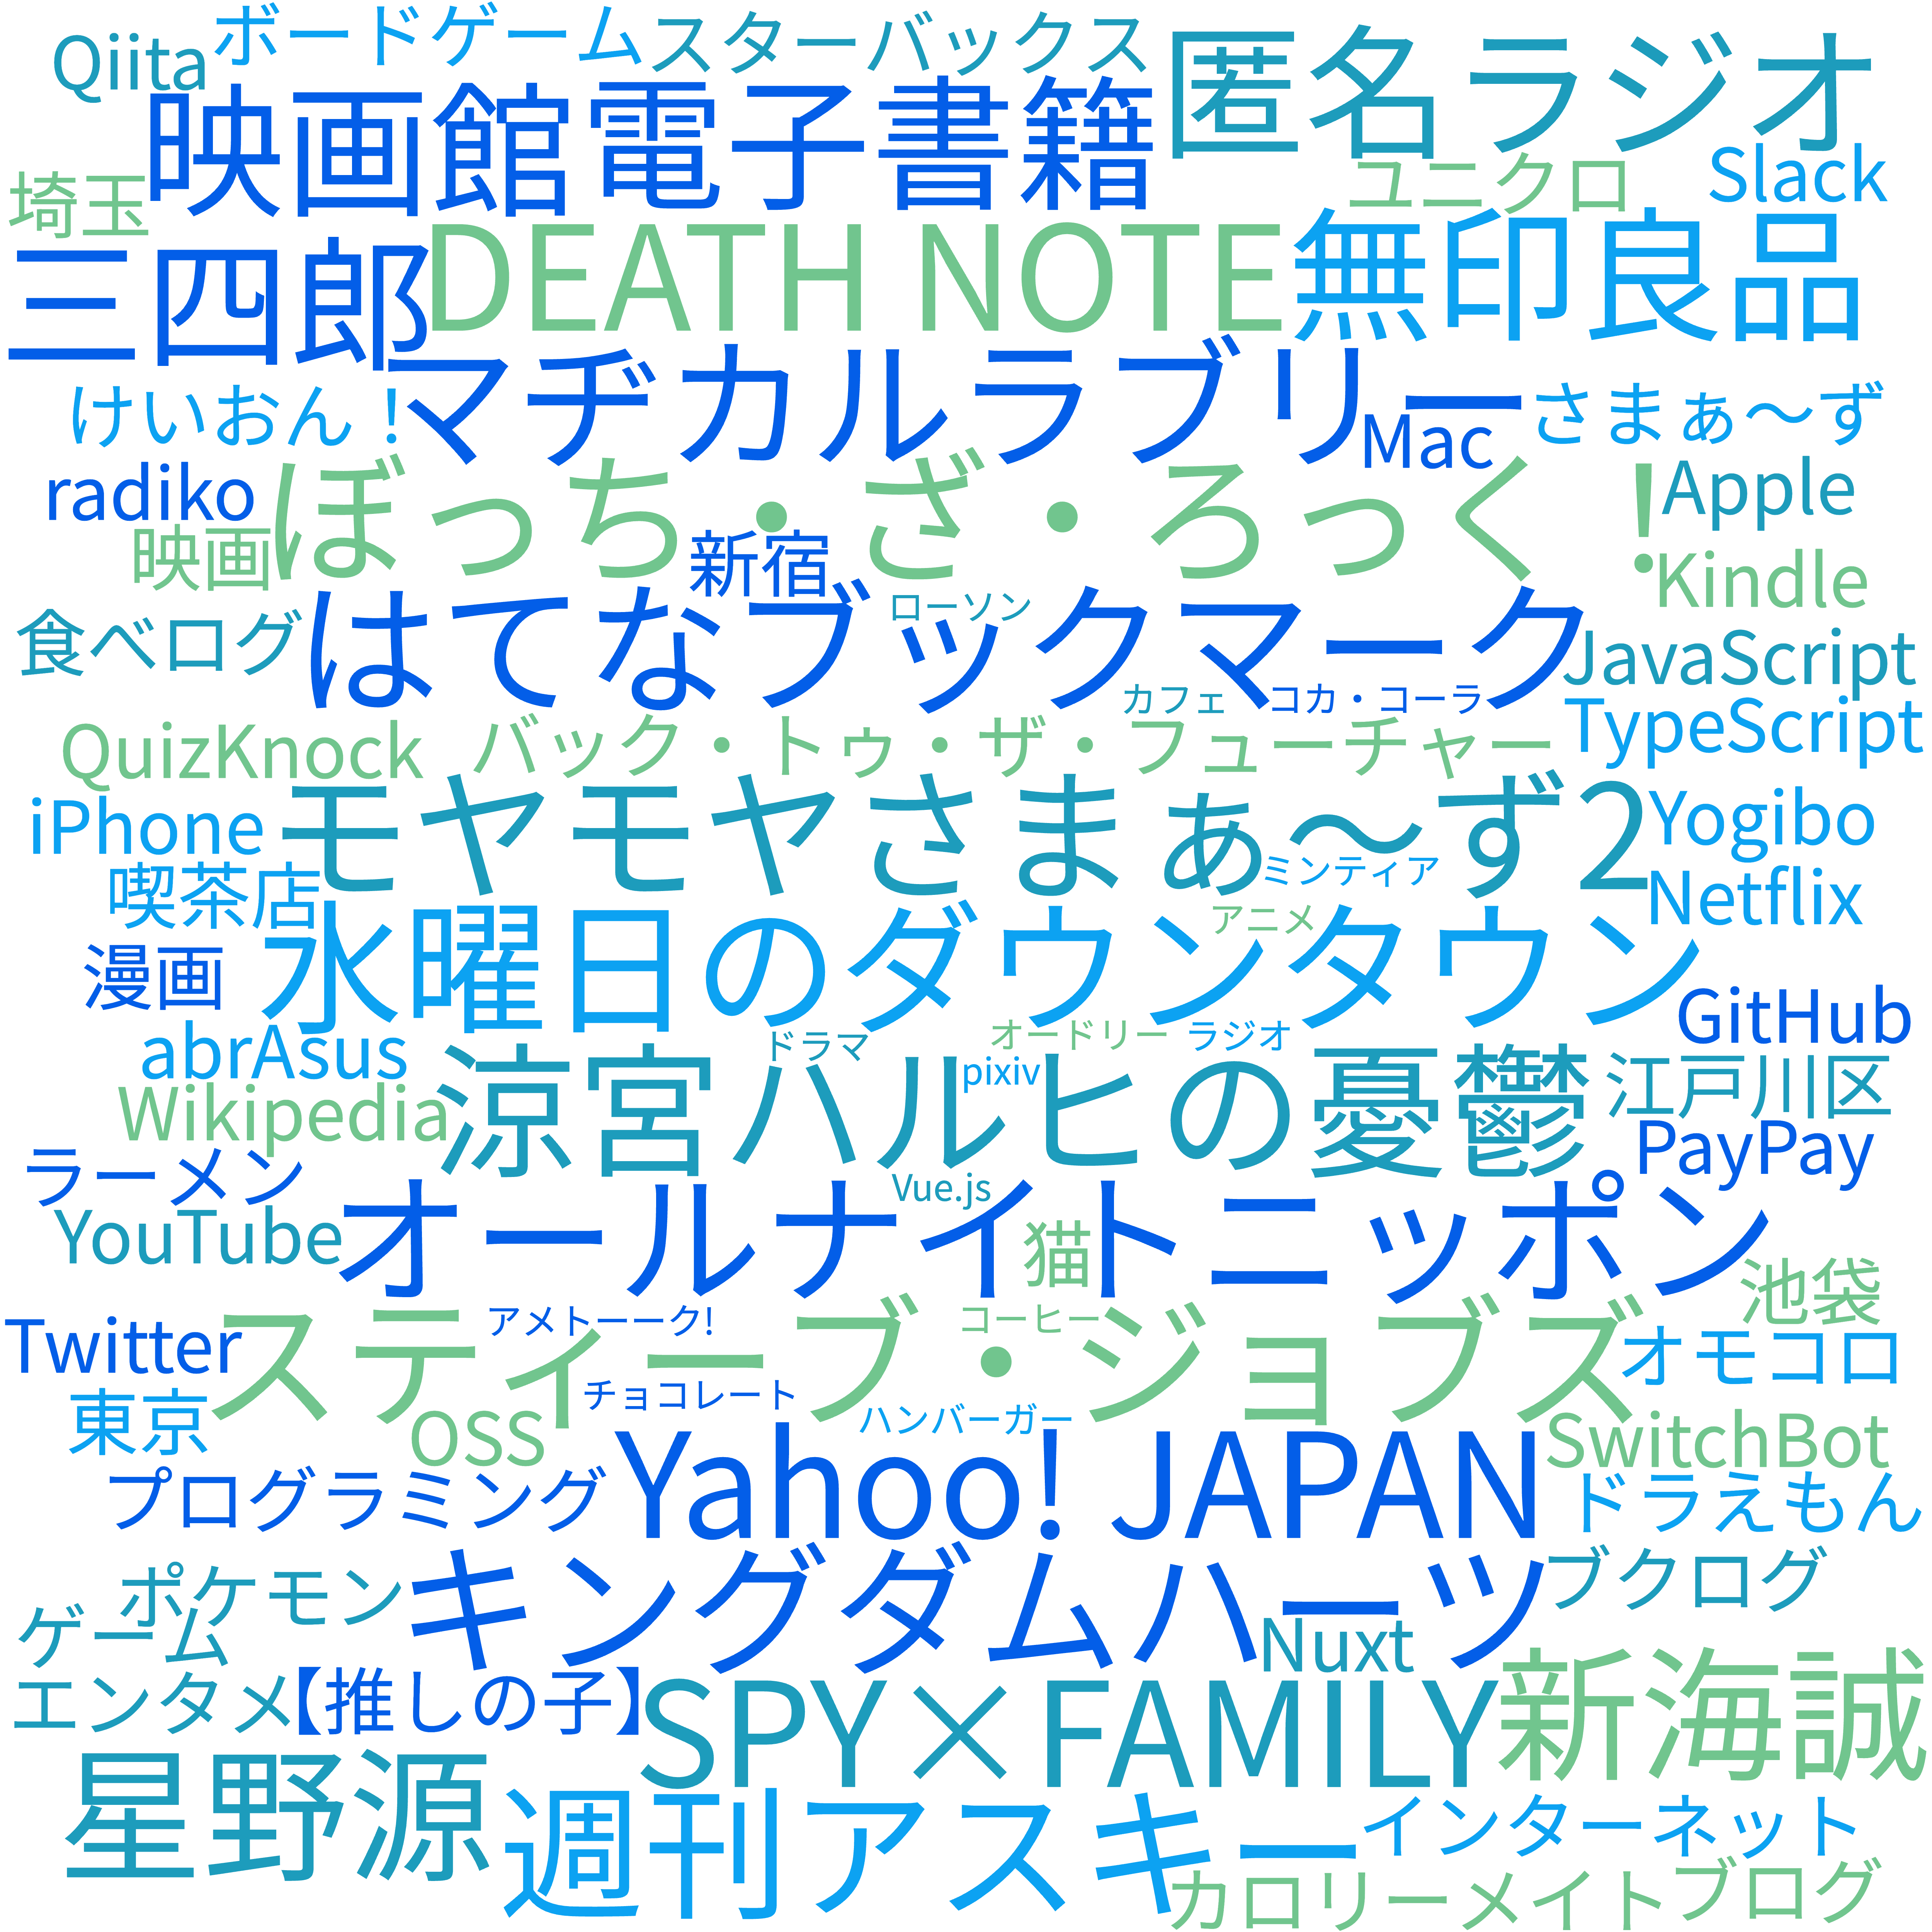 Qiita
ボードゲーム
スターバックス
匿名ラジオ
映画館
電子書籍
ユニクロ
Slack
埼玉
三四郎
DEATH NOTE
無印良品
けいおん!
マヂカルラブリー
さまぁ〜ず
Mac
radiko
ぼっち・ざ・ろっく!
Apple
映画
新宿
Kindle
食べログ
はてなブックマーク
ローソン
JavaScript
カフェ
コカ・コーラ
TypeScript
QuizKnock
バック・トゥ・ザ・フューチャー
iPhone
モヤモヤさまぁ〜ず2
Yogibo
喫茶店
ミンティア
Netflix
漫画
水曜日のダウンタウン
アニメ
GitHub
abrAsus
ドラマ
オードリー
ラジオ
Wikipedia
涼宮ハルヒの憂鬱
pixiv
江戸川区
PayPay
ラーメン
Vue.js
YouTube
オールナイトニッポン
猫
池袋
Twitter
スティーブ・ジョブズ
アメトーーク!
コーヒー
オモコロ
東京
チョコレート
OSS
ハンバーガー
SwitchBot
プログラミング
Yahoo! JAPAN
ドラえもん
ポケモン
キングダムハーツ
ブクログ
ゲーム
Nuxt
エンタメ
【推しの子】
SPY×FAMILY
新海誠
星野源
週刊アスキー
インターネット
カロリーメイト
ブログ